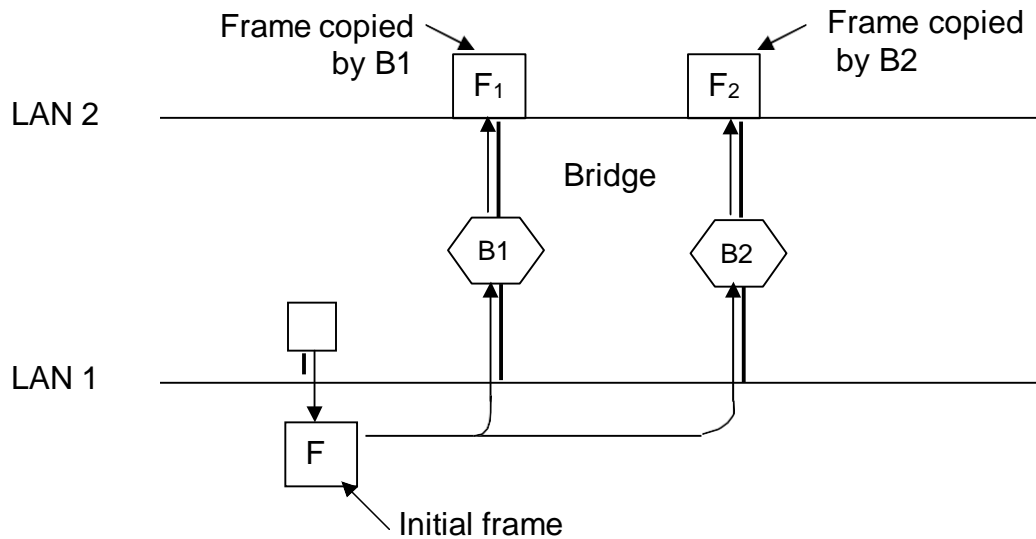 Frame copied
by B1
Frame copied
by B2
F₁
F₂
LAN 2
Bridge
B1
B2
LAN 1
F
Initial frame